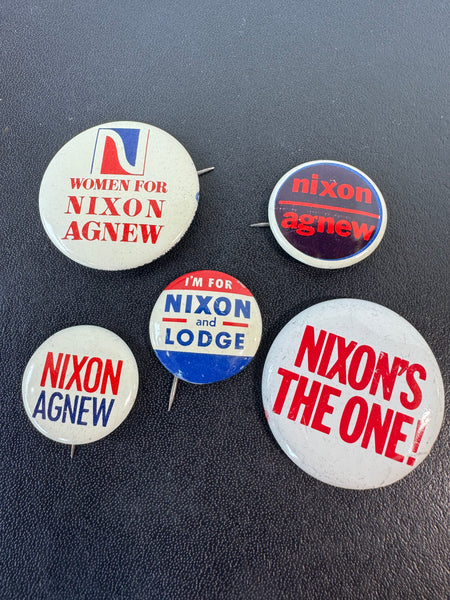 WOMEN FOR
NIXON
AGNEW
nixon
agnew
I'M FOR
NIXON
and
LODGE
NIXON
AGNEW
NIXON'S
THE ONE!